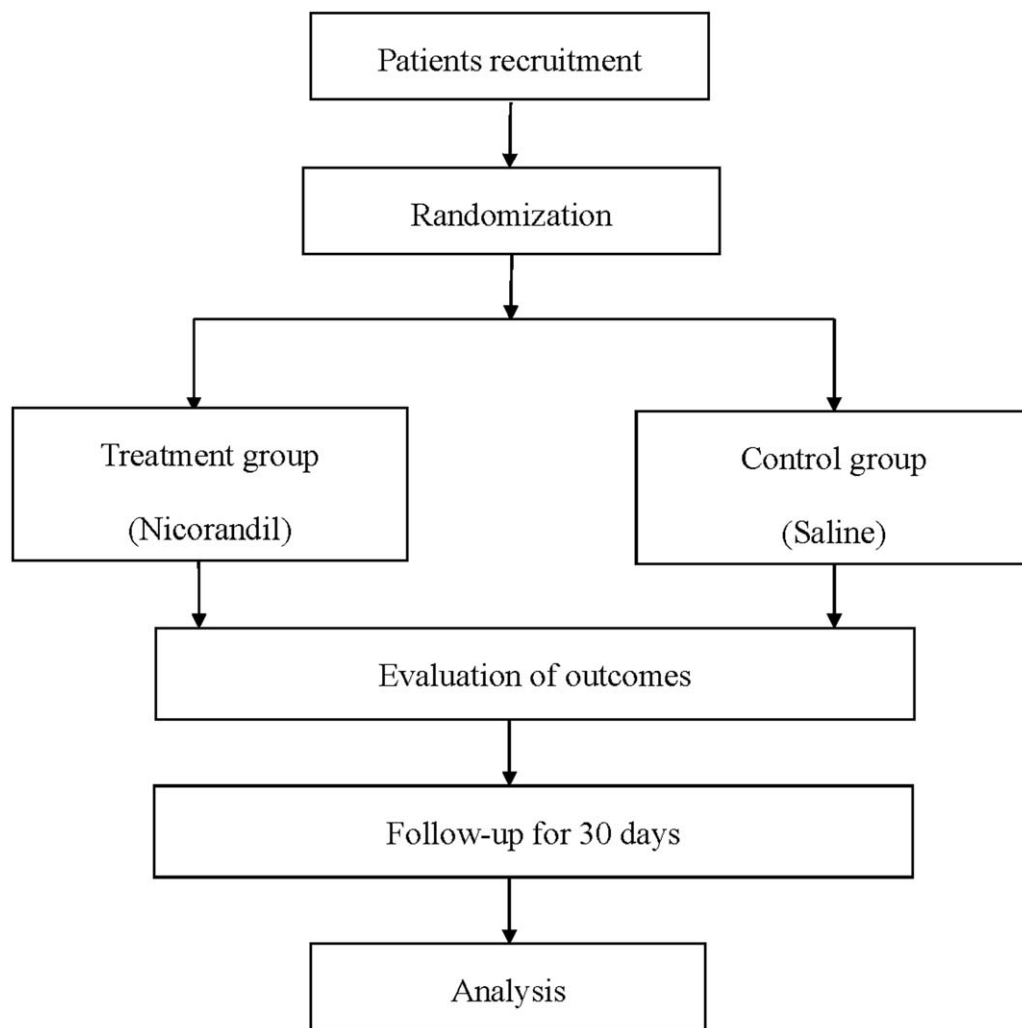 Patients recruitment
Randomization
Treatment group
(Nicorandil)
Control group
(Saline)
Evaluation of outcomes
Follow-up for 30 days
Analysis